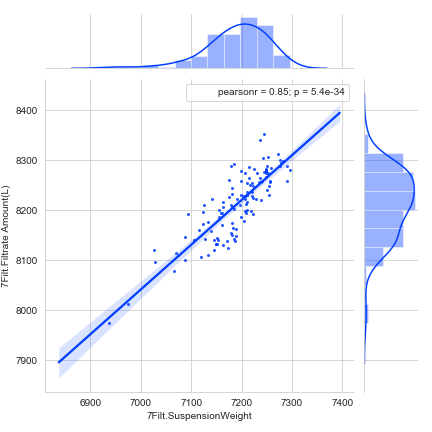 pearsonr = 0.85; p = 5.4e-34
8400
8300
8200
8100
8000
7900
7Filt.Filtrate Amount(L)
6900 7000 7100 7200 7300 7400
7Filt.SuspensionWeight